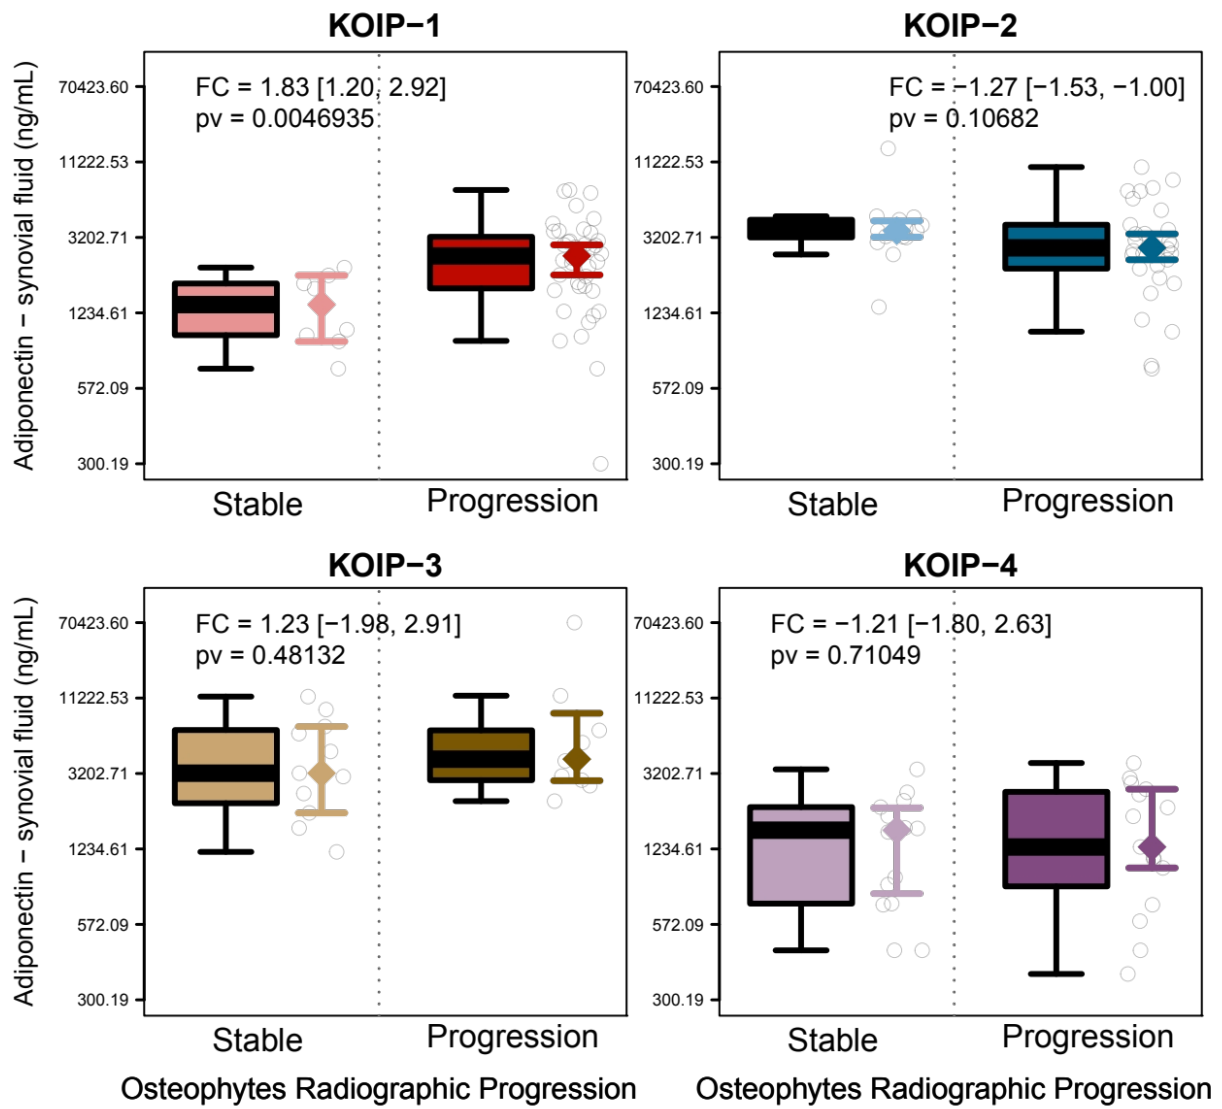 KOIP−1
Adiponectin − synovial fluid (ng/mL)
70423.60
11222.53
3202.71
1234.61
572.09
300.19
FC = 1.83 [1.20, 2.92]
pv = 0.0046935
Stable
Progression
KOIP−2
70423.60
11222.53
3202.71
1234.61
572.09
300.19
FC = −1.27 [−1.53, −1.00]
pv = 0.10682
Stable
Progression
KOIP−3
Adiponectin − synovial fluid (ng/mL)
70423.60
11222.53
3202.71
1234.61
572.09
300.19
FC = 1.23 [−1.98, 2.91]
pv = 0.48132
Stable
Progression
Osteophytes Radiographic Progression
KOIP−4
70423.60
11222.53
3202.71
1234.61
572.09
300.19
FC = −1.21 [−1.80, 2.63]
pv = 0.71049
Stable
Progression
Osteophytes Radiographic Progression